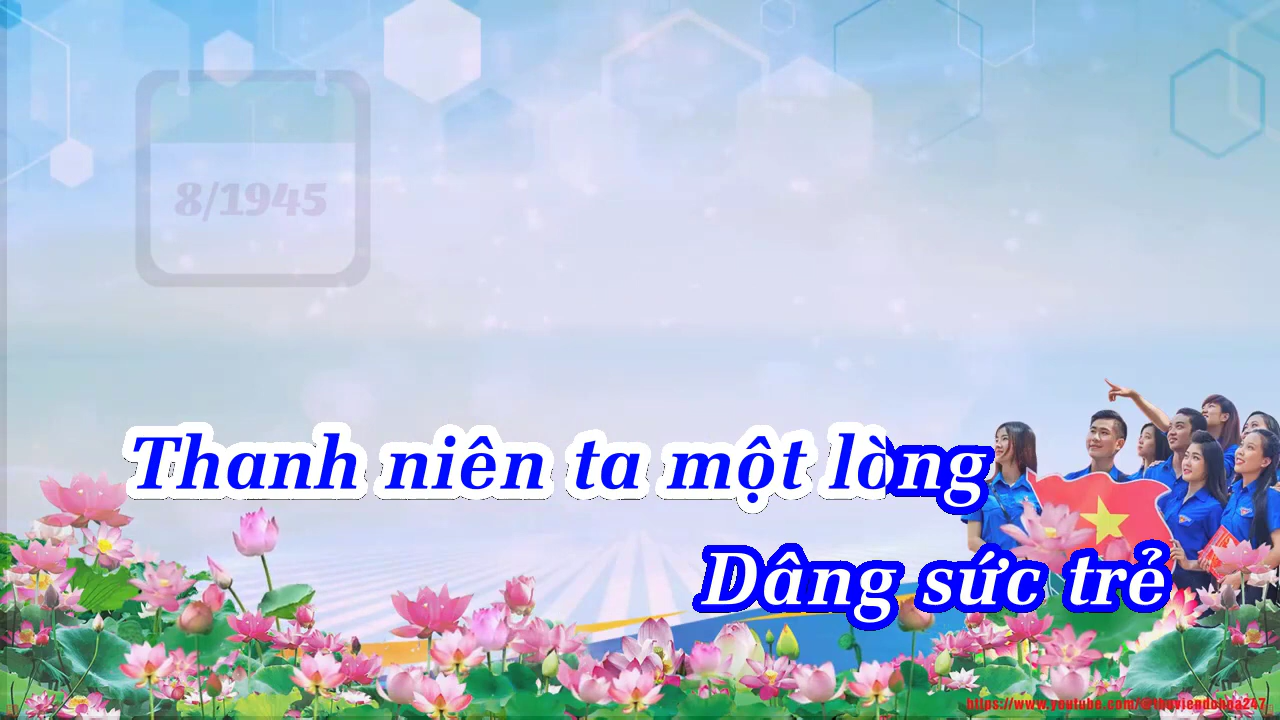 8/1945
Thanh niên ta một lòng
Dâng sức trẻ